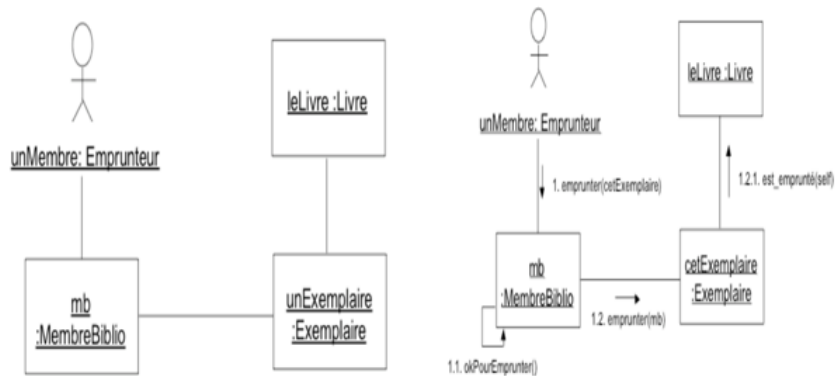 leLivre :Livre
unMembre: Emprunteur
mb
:MembreBiblio
unExemplaire
:Exemplaire
leLivre :Livre
unMembre: Emprunteur
1. emprunter(cetExemplaire)
1.2.1. est_emprunté(self)
mb
:MembreBiblio
cetExemplaire
:Exemplaire
1.2. emprunter(mb)
1.1. okPourEmprunter()